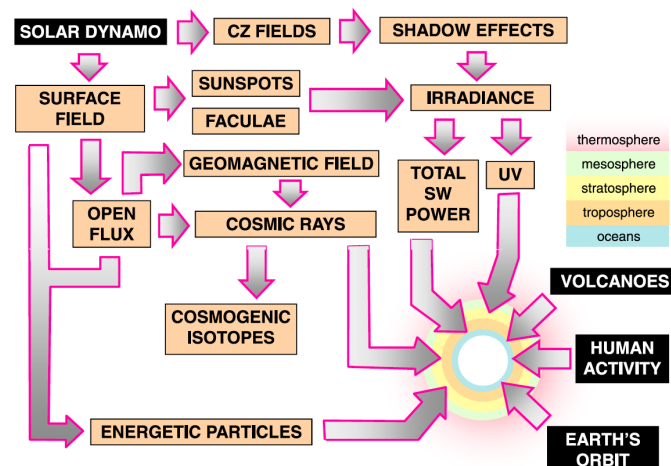 SOLAR DYNAMO
CZ FIELDS
SHADOW EFFECTS
SURFACE
FIELD
SUNSPOTS
FACULAE
IRRADIANCE
GEOMAGNETIC FIELD
TOTAL
SW
POWER
UV
OPEN
FLUX
COSMIC RAYS
COSMOGENIC
ISOTOPES
ENERGETIC PARTICLES
thermosphere
mesosphere
stratosphere
troposphere
oceans
VOLCANOES
HUMAN
ACTIVITY
EARTH'S
ORBIT